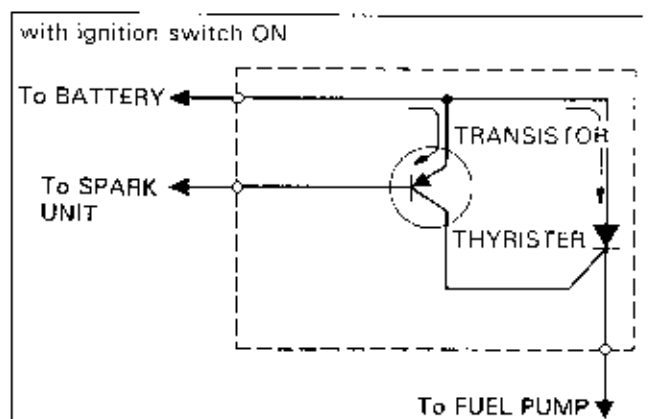 with ignition switch ON
To BATTERY
TRANSISTOR
To SPARK
UNIT
THYRISTER
To FUEL PUMP